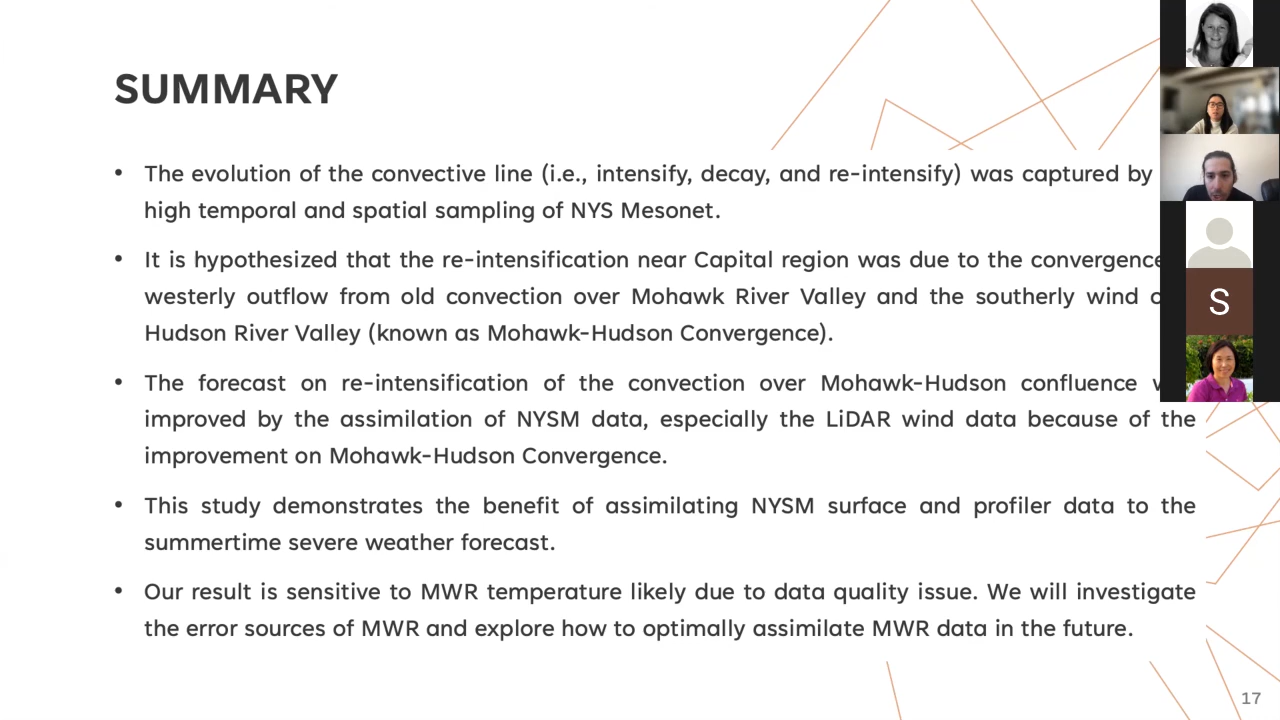 SUMMARY
• The evolution of the convective line (i.e., intensify, decay, and re-intensify) was captured by
high temporal and spatial sampling of NYS Mesonet.
• It is hypothesized that the re-intensification near Capital region was due to the convergence
westerly outflow from old convection over Mohawk River Valley and the southerly wind
Hudson River Valley (known as Mohawk-Hudson Convergence).
• The forecast on re-intensification of the convection over Mohawk-Hudson confluence
improved by the assimilation of NYSM data, especially the LiDAR wind data because of the
improvement on Mohawk-Hudson Convergence.
• This study demonstrates the benefit of assimilating NYSM surface and profiler data to the
summertime severe weather forecast.
• Our result is sensitive to MWR temperature likely due to data quality issue. We will investigate
the error sources of MWR and explore how to optimally assimilate MWR data in the future.
S
17